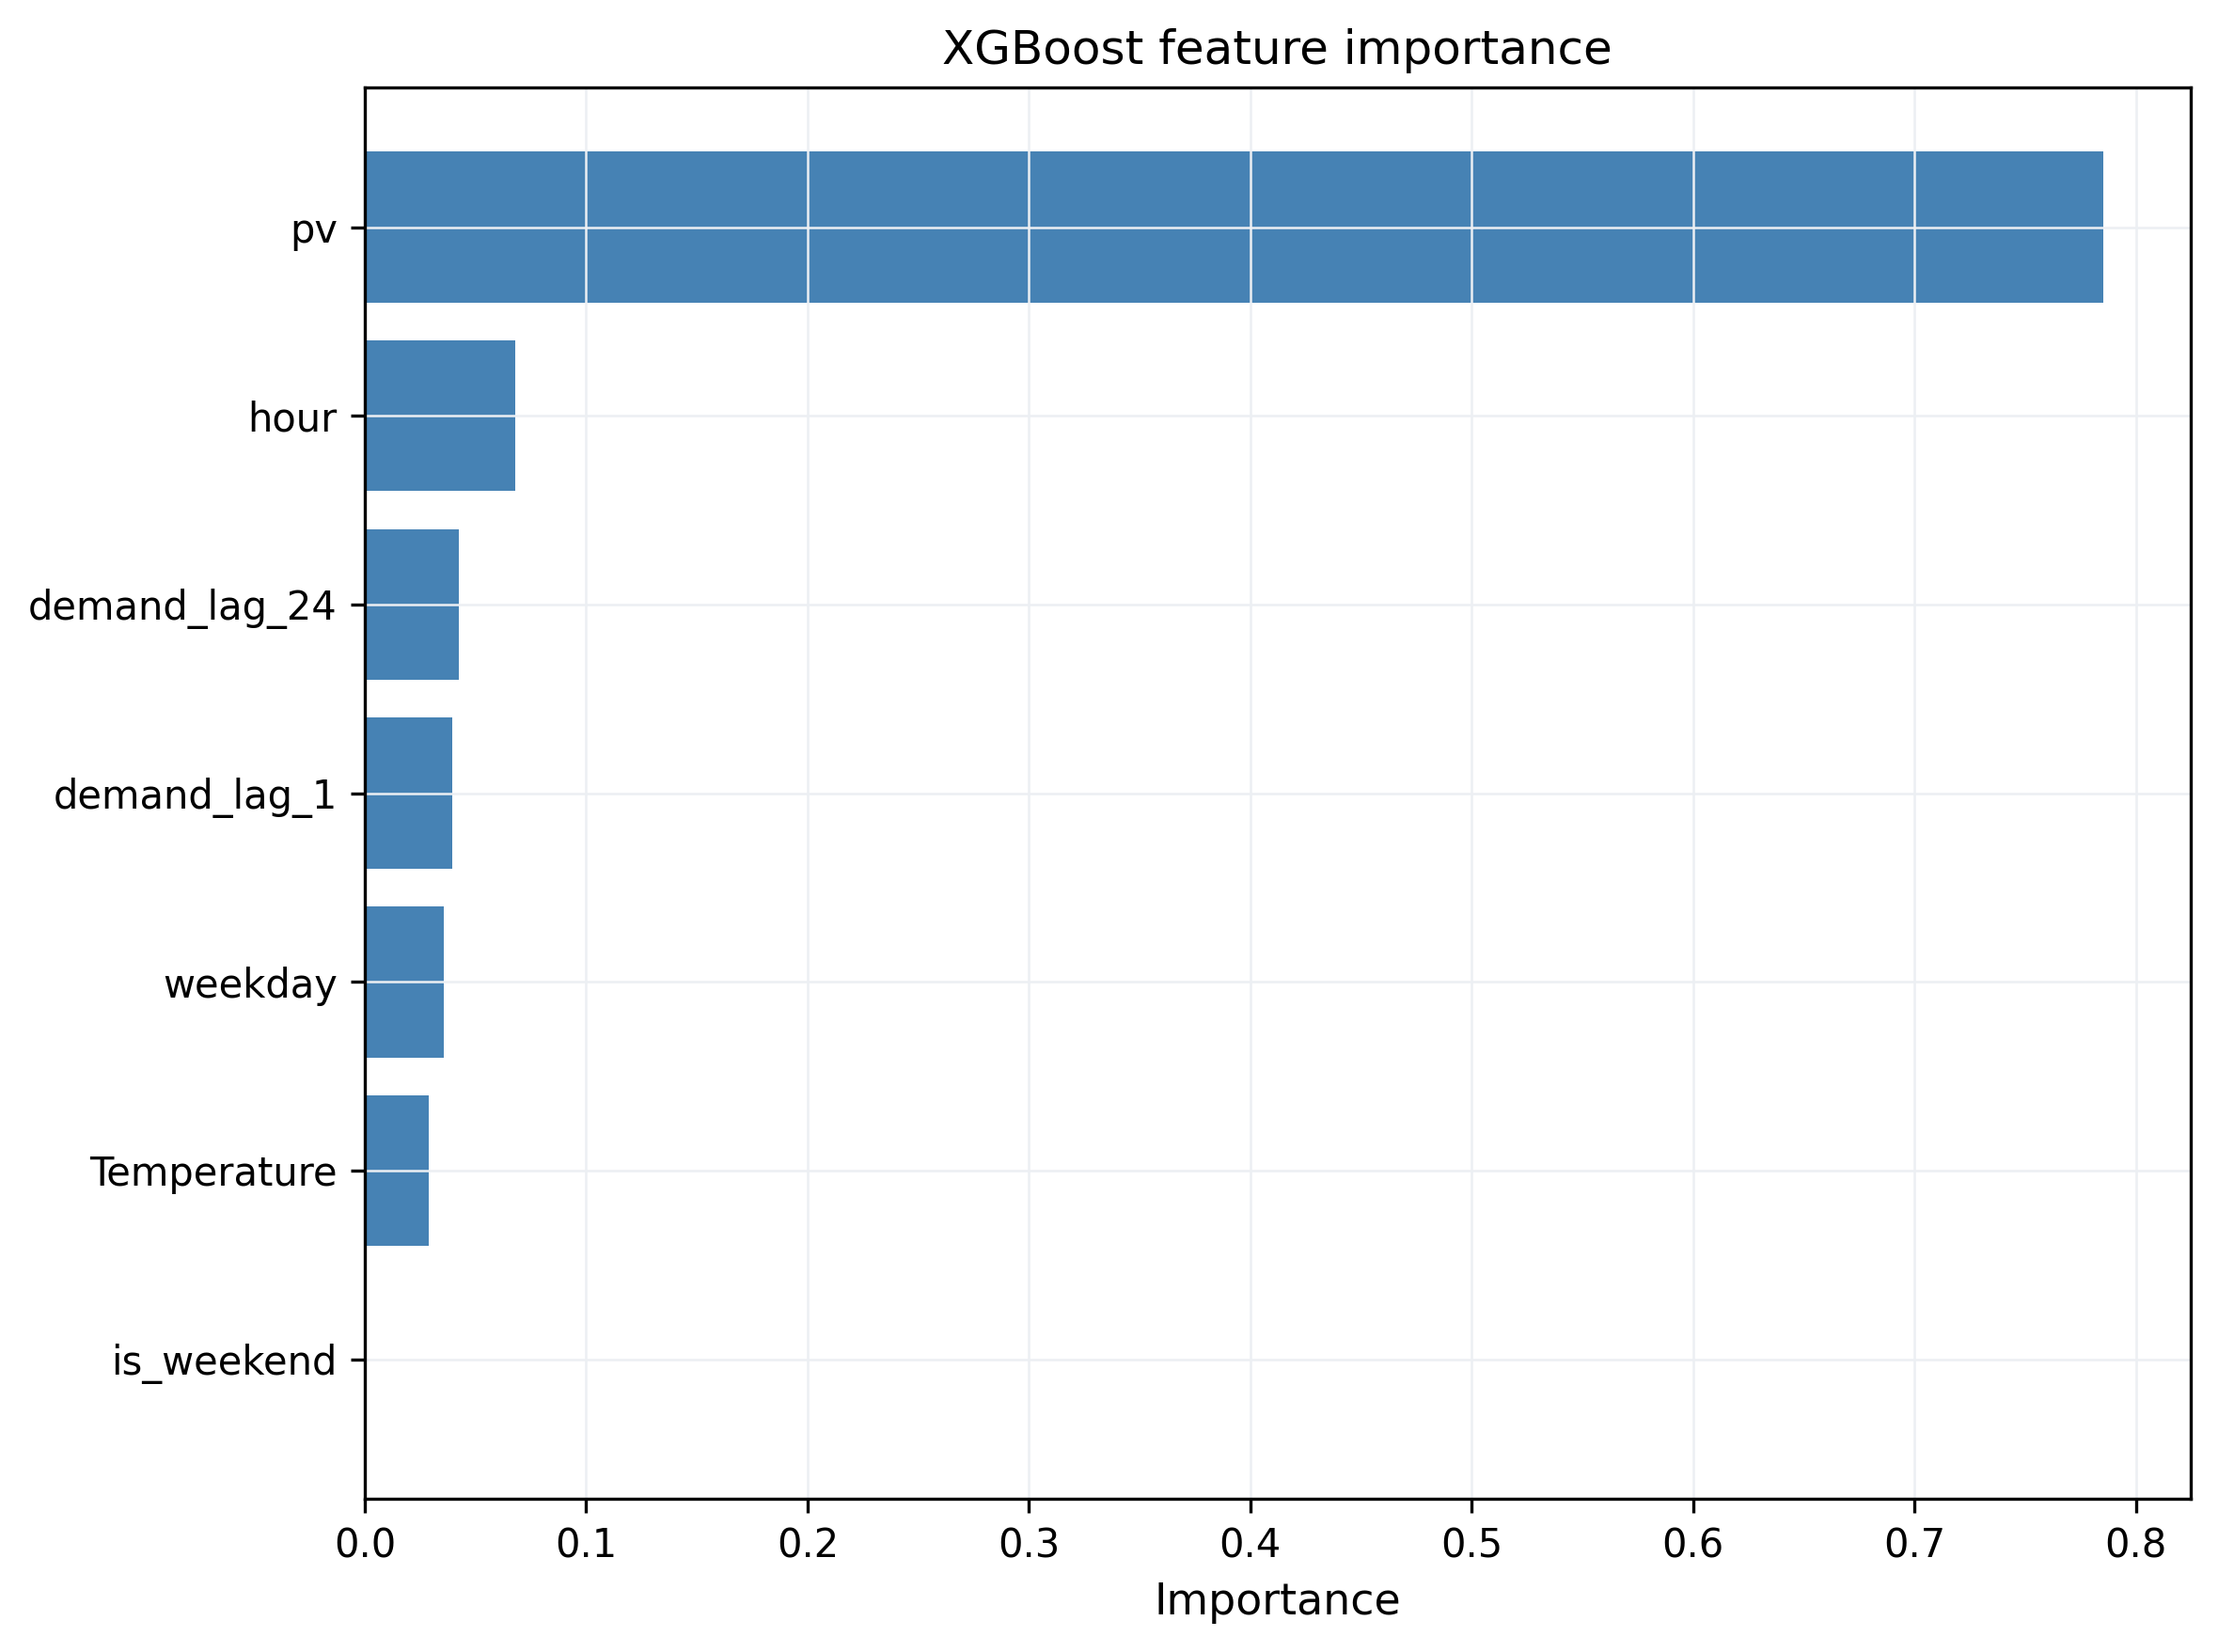 XGBoost feature importance
pv
hour
demand_lag_24
demand_lag_1
weekday
Temperature
is_weekend
0.0 0.1 0.2 0.3 0.4 0.5 0.6 0.7 0.8
Importance